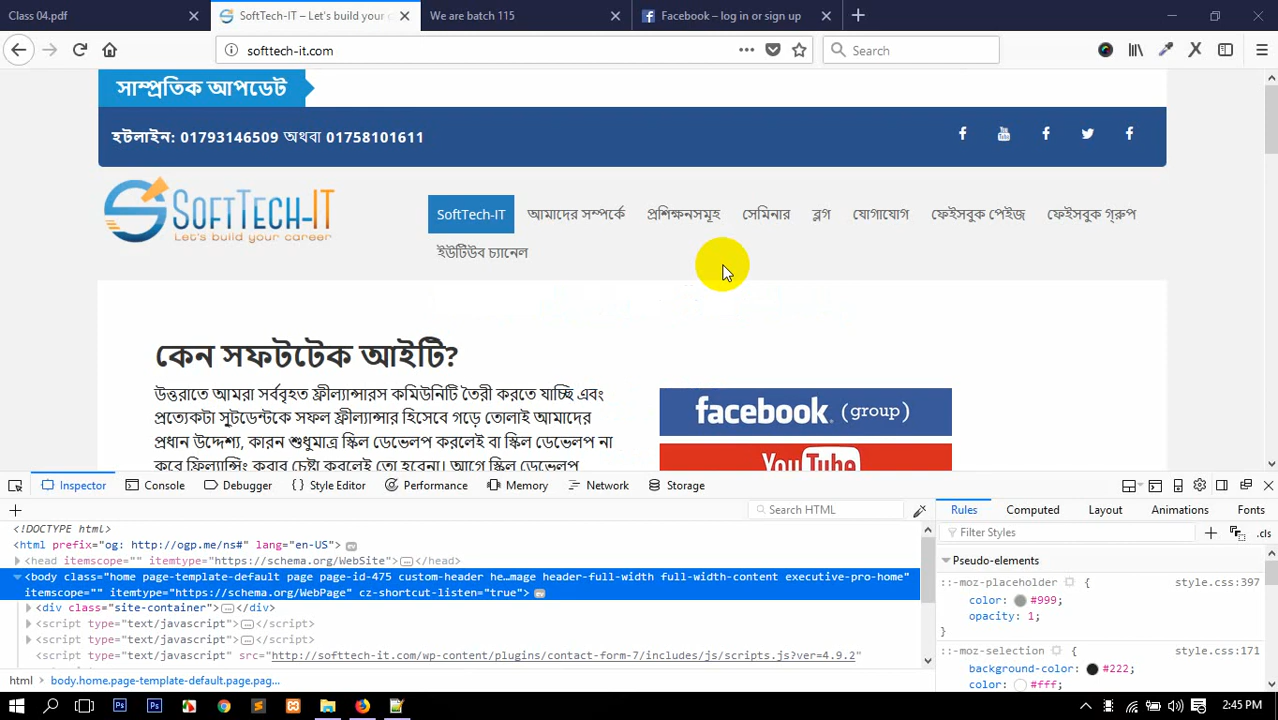 Class 04.pdf
SoftTech-IT – Let's build your c
We are batch 115
Facebook – log in or sign up
softtech-it.com
Search
সাম্প্রতিক আপডেট
হটলাইন: 01793146509 অথবা 01758101611
SOFTTECH-IT
Let's build your career
SoftTech-IT আমাদের সম্পর্কে প্রশিক্ষনসমূহ সেমিনার ব্লগ যোগাযোগ ফেইসবুক পেইজ ফেইসবুক গ্রুপ
ইউটিউব চ্যানেল
কেন সফটটেক আইটি?
উত্তরাতে আমরা সর্ববৃহত ফ্রীল্যান্সারস কমিউনিটি তৈরী করতে যাচ্ছি এবং
প্রত্যেকটা সুটডেন্টকে সফল ফ্রীল্যান্সার হিসেবে গড়ে তোলাই আমাদের
প্রধান উদ্দেশ্য, কারন শুধুমাত্র স্কিল ডেভেলপ করলেই বা স্কিল ডেভেলপ না
করে ফ্রিল্যান্সিং করার চেষ্টা করলেই তো হবেনা। আগে স্কিল ডেভেলপ
facebook. (group)
YouTube
Inspector Console Debugger Style Editor Performance Memory Network Storage
Search HTML
Rules Computed Layout Animations Fonts
<!DOCTYPE html>
<html prefix="og: http://ogp.me/ns#" lang="en-US"> ev
<head itemscope="" itemtype="https://schema.org/WebSite">…</head>
<body class="home page-template-default page page-id-475 custom-header he…mage header-full-width full-width-content executive-pro-home"
itemscope="" itemtype="https://schema.org/WebPage" cz-shortcut-listen="true"> ev
<div class="site-container">…</div>
<script type="text/javascript">…</script>
<script type="text/javascript">…</script>
<script type="text/javascript" src="http://softtech-it.com/wp-content/plugins/contact-form-7/includes/js/scripts.js?ver=4.9.2"
html body.home.page-template-default.page.pag...
Filter Styles
.cls
Pseudo-elements
::-moz-placeholder { style.css:397
color: #999;
opacity: 1;
}
::-moz-selection { style.css:171
background-color: #222;
color: #fff;
2:45 PM